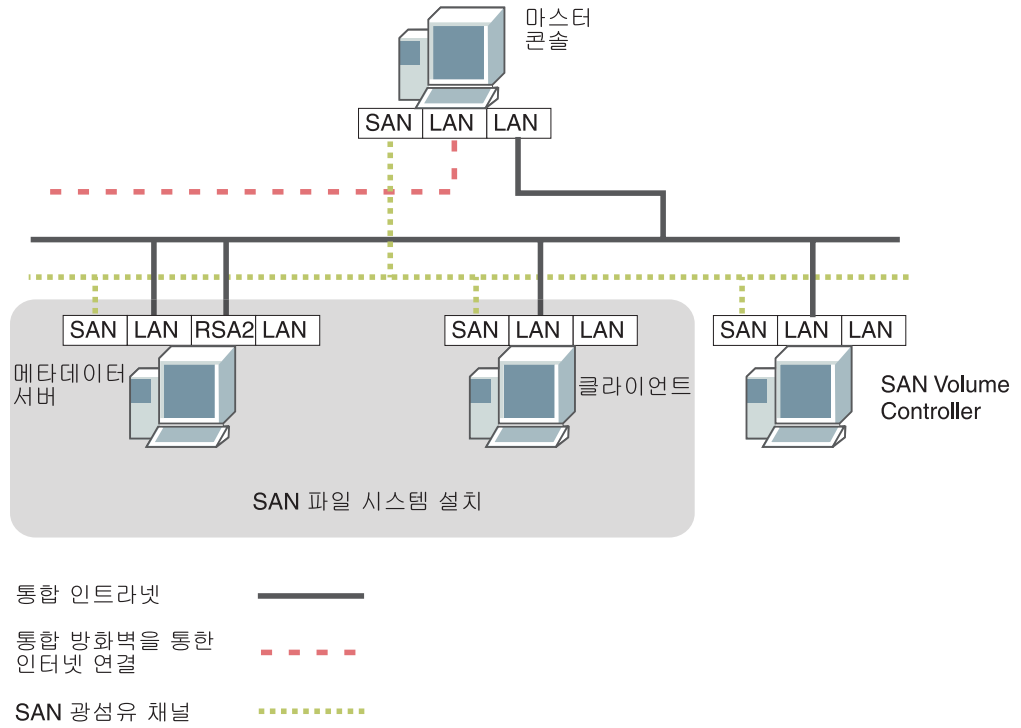 마스터
콘솔
SAN LAN LAN
SAN LAN RSA2 LAN
SAN LAN LAN
SAN LAN LAN
메타데이터
서버
클라이언트
SAN Volume
Controller
SAN 파일 시스템 설치
통합 인트라넷
통합 방화벽을 통한
인터넷 연결
SAN 광섬유 채널